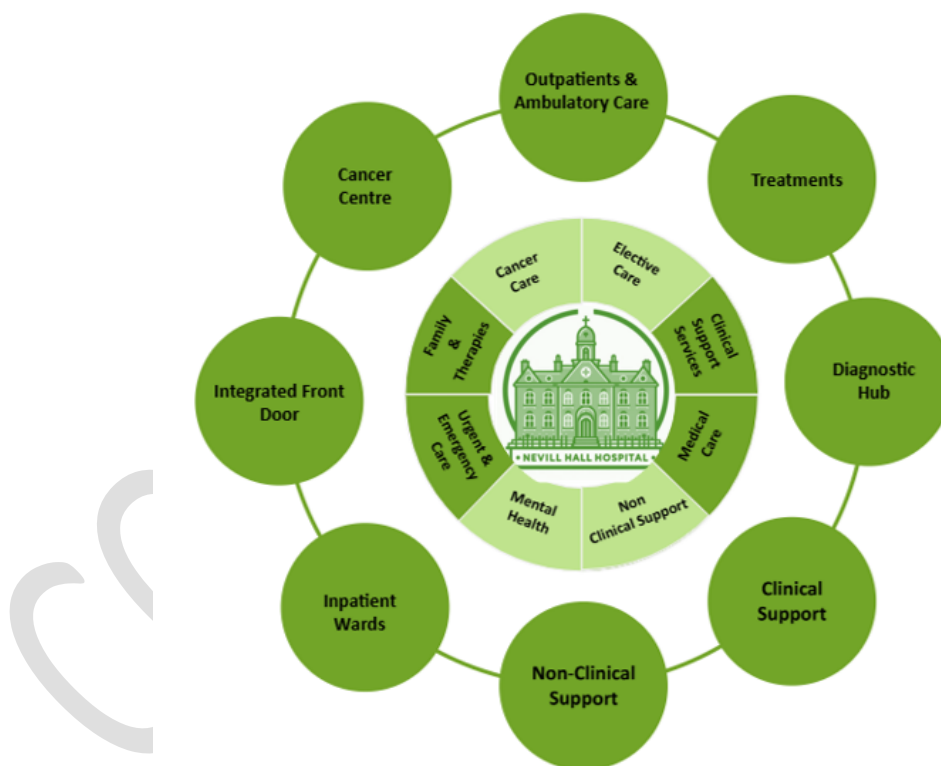 Outpatients &
Ambulatory Care
Treatments
Diagnostic
Hub
Clinical
Support
Non-Clinical
Support
Inpatient
Wards
Integrated Front
Door
Cancer
Centre
Elective
Care
Clinical
Support
Services
Medical
Care
Non
Clinical Support
Mental
Health
Urgent &
Emergency
Care
Family
&
Therapies
Cancer
Care
• NEVILL HALL HOSPITAL •